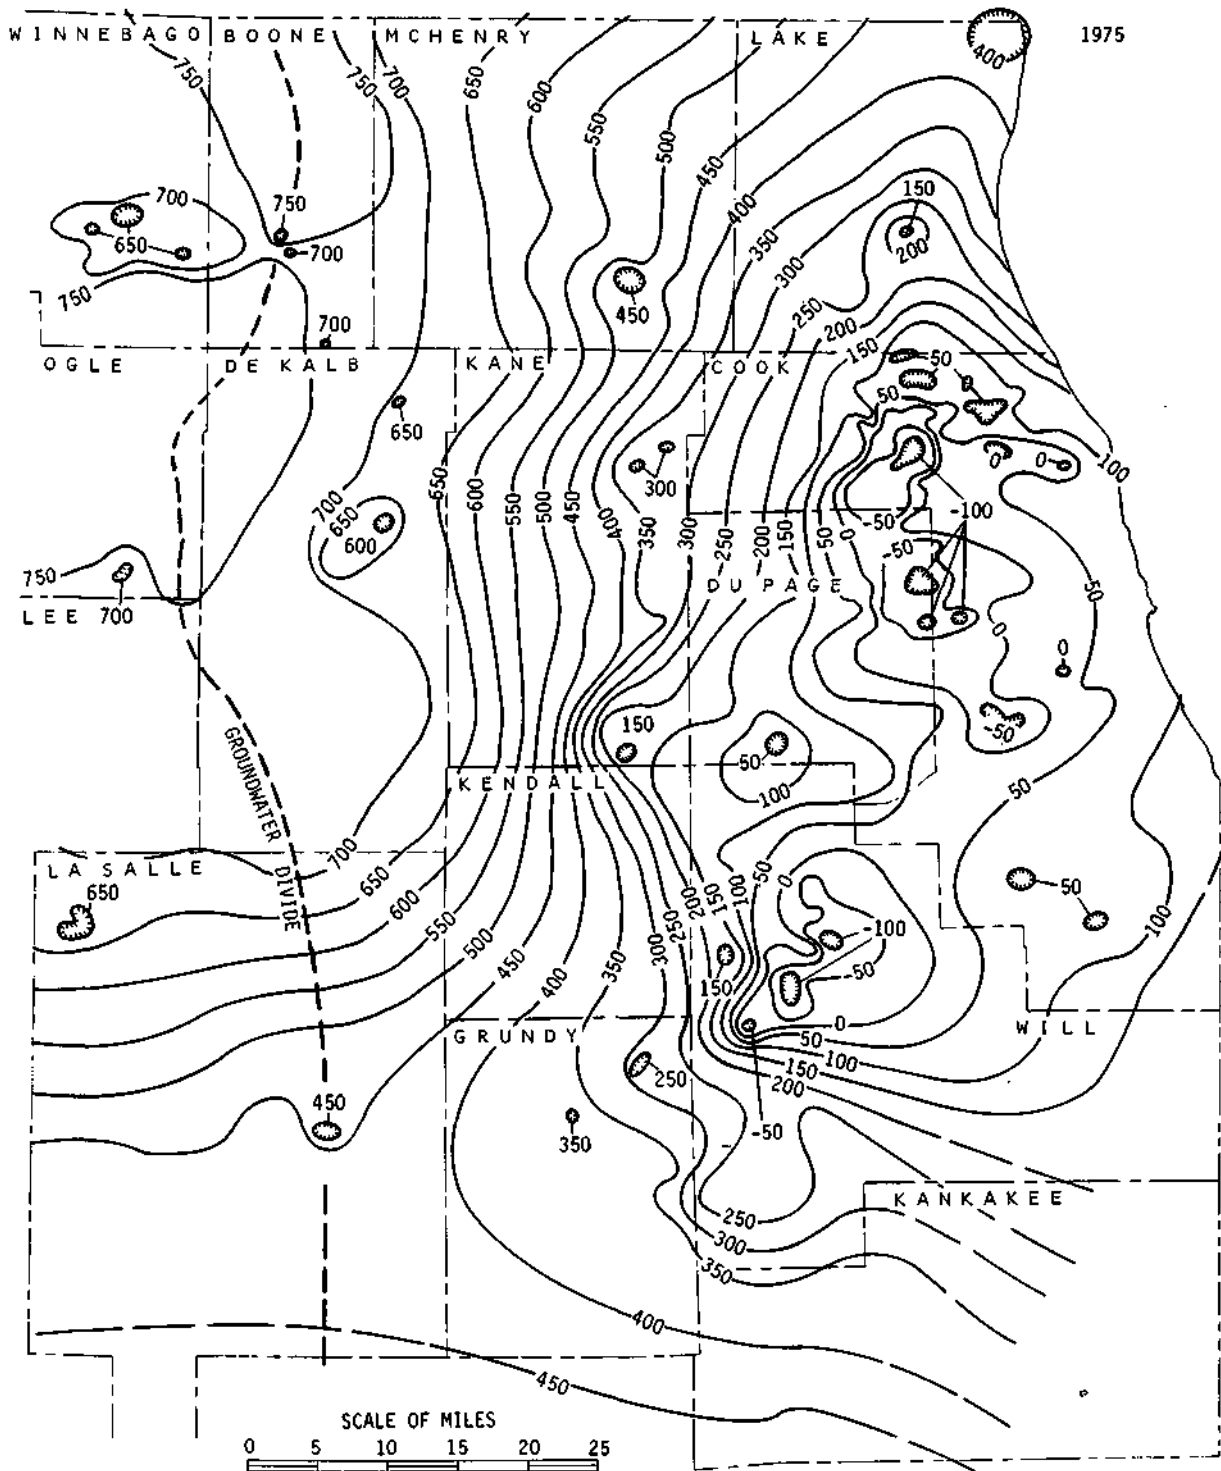 WINNEBAGO BOONE MCHENRY LAKE 1975
750 750 700 650 600 550 500 450 400
400 350 300 250 200 150
700 650 750 700
750 150 200
450
700
OGLE DE KALB KANE COOK
200 150 50 50
650
300
0 0 100
700 650 600
650 600 550 500 450 400 350 300 250 200 150 50 0 -50 -100
-50
750
LEE 700
DU PAGE
50
0 0
150
-50
50 100
KENDALL
50
GROUNDWATER DIVIDE
700
LA SALLE
650
650 600 550 500 450 400 350 300 250 200 150 100 50 0
-100
-50
50
100
150
0
50
100
150
200
GRUNDY
WILL
250
450
350
-50
KANKAKEE
250
300
350
400
450
SCALE OF MILES
0 5 10 15 20 25